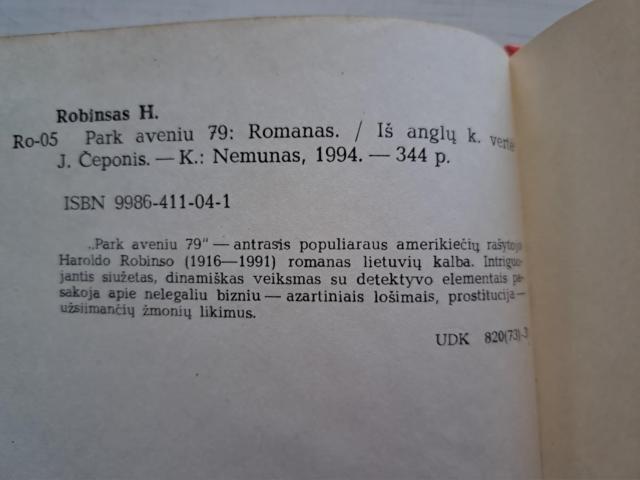 Robinsas H.
Ro-05 Park aveniu 79: Romanas. / Iš anglų k. vertė
J. Čeponis. — K.: Nemunas, 1994. — 344 p.
ISBN 9986-411-04-1
„Park aveniu 79" — antrasis populiaraus amerikiečių rašytojo
Haroldo Robinso (1916—1991) romanas lietuvių kalba. Intriguo-
jantis siužetas, dinamiškas veiksmas su detektyvo elementais pa-
sakoja apie nelegaliu bizniu — azartiniais lošimais, prostitucija —
užsiimančių žmonių likimus.
UDK 820(73)-3